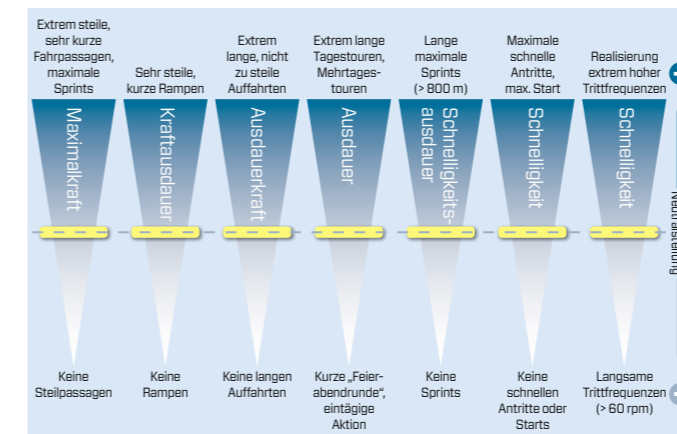 Extrem steile,
sehr kurze
Fahrpassagen,
maximale
Sprints
Sehr steile,
kurze Rampen
Extrem
lange, nicht
zu steile
Auffahrten
Extrem lange
Tagestouren,
Mehrtages-
touren
Lange
maximale
Sprints
(> 800 m)
Maximale
schnelle
Antritte,
max. Start
Realisierung
extrem hoher
Trittfrequenzen
Maximalkraft
Kraftausdauer
Ausdauerkraft
Ausdauer
Schnelligkeits-
ausdauer
Schnelligkeit
Schnelligkeit
Keine
Steilpassagen
Keine
Rampen
Keine langen
Auffahrten
Kurze „Feier-
abendrunde“,
eintägige
Aktion
Keine
Sprints
Keine
schnellen
Antritte oder
Starts
Langsame
Trittfrequenzen
(> 60 rpm)